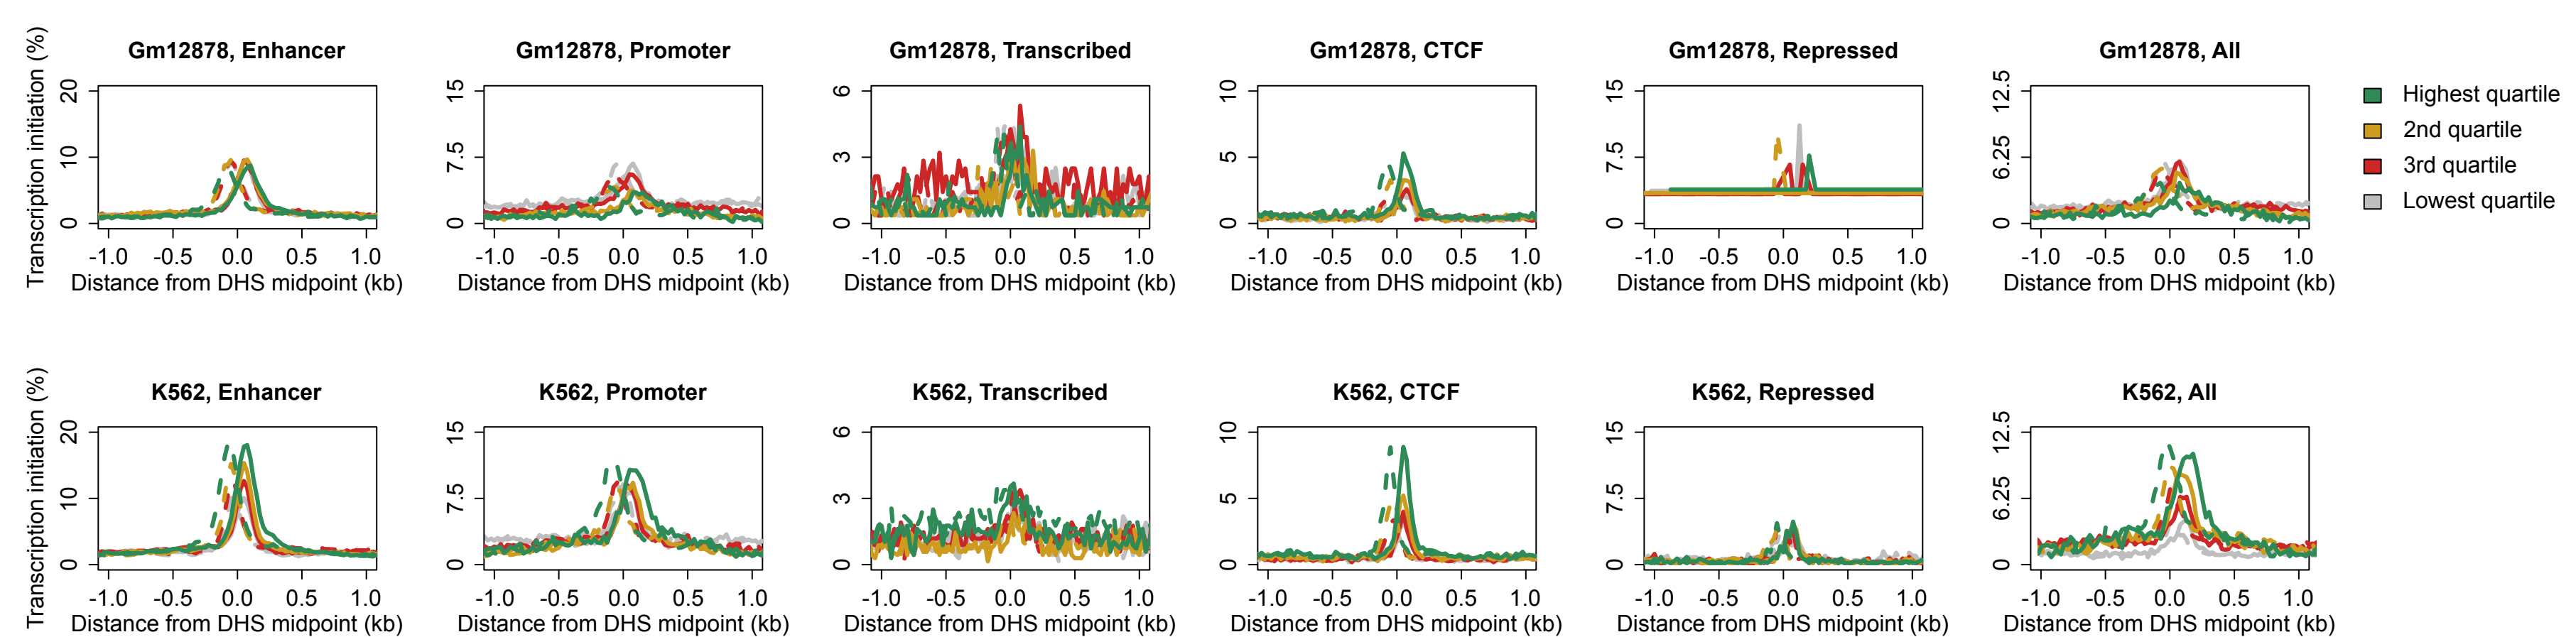 Transcription initiation (%)
Gm12878, Enhancer
20
10
0
-1.0 -0.5 0.0 0.5 1.0
Distance from DHS midpoint (kb)
Gm12878, Promoter
15
7.5
0
-1.0 -0.5 0.0 0.5 1.0
Distance from DHS midpoint (kb)
Gm12878, Transcribed
6
3
0
-1.0 -0.5 0.0 0.5 1.0
Distance from DHS midpoint (kb)
Gm12878, CTCF
10
5
0
-1.0 -0.5 0.0 0.5 1.0
Distance from DHS midpoint (kb)
Gm12878, Repressed
15
7.5
0
-1.0 -0.5 0.0 0.5 1.0
Distance from DHS midpoint (kb)
Gm12878, All
12.5
6.25
0
-1.0 -0.5 0.0 0.5 1.0
Distance from DHS midpoint (kb)
Highest quartile
2nd quartile
3rd quartile
Lowest quartile
Transcription initiation (%)
K562, Enhancer
20
10
0
-1.0 -0.5 0.0 0.5 1.0
Distance from DHS midpoint (kb)
K562, Promoter
15
7.5
0
-1.0 -0.5 0.0 0.5 1.0
Distance from DHS midpoint (kb)
K562, Transcribed
6
3
0
-1.0 -0.5 0.0 0.5 1.0
Distance from DHS midpoint (kb)
K562, CTCF
10
5
0
-1.0 -0.5 0.0 0.5 1.0
Distance from DHS midpoint (kb)
K562, Repressed
15
7.5
0
-1.0 -0.5 0.0 0.5 1.0
Distance from DHS midpoint (kb)
K562, All
12.5
6.25
0
-1.0 -0.5 0.0 0.5 1.0
Distance from DHS midpoint (kb)